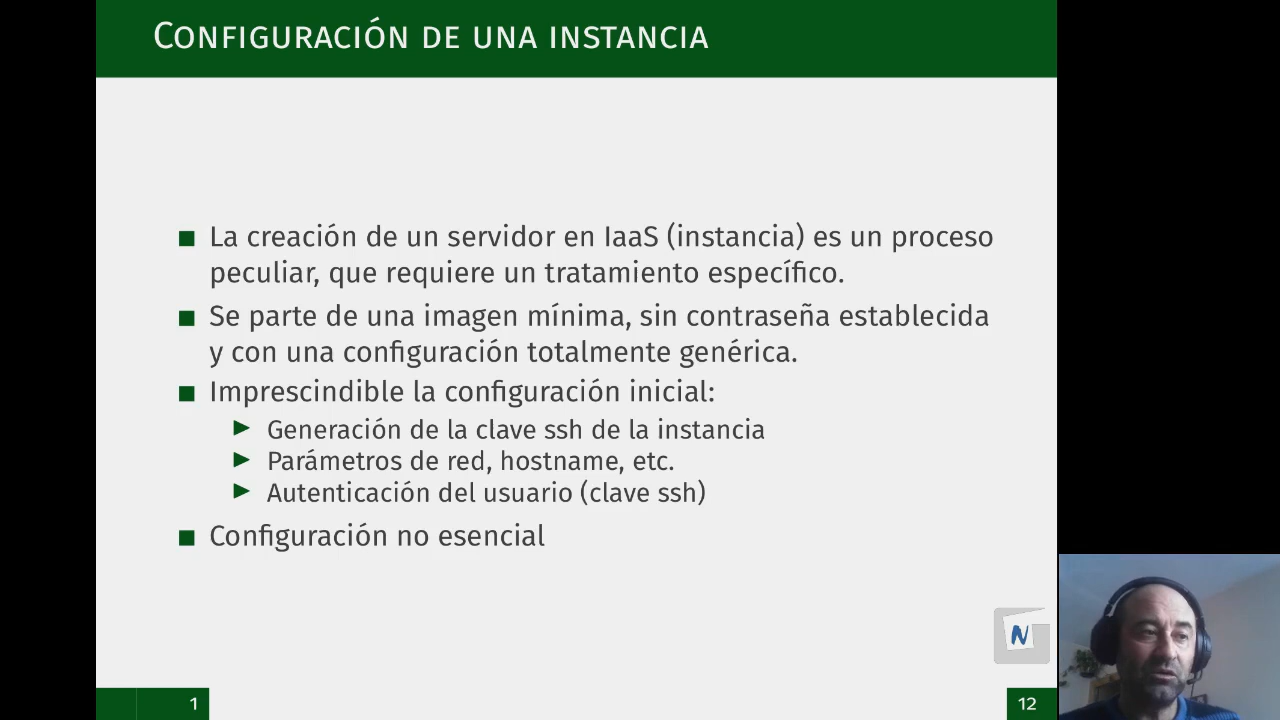 Configuración de una instancia
La creación de un servidor en IaaS (instancia) es un proceso
peculiar, que requiere un tratamiento específico.
Se parte de una imagen mínima, sin contraseña establecida
y con una configuración totalmente genérica.
Imprescindible la configuración inicial:
Generación de la clave ssh de la instancia
Parámetros de red, hostname, etc.
Autenticación del usuario (clave ssh)
Configuración no esencial
N
1
12